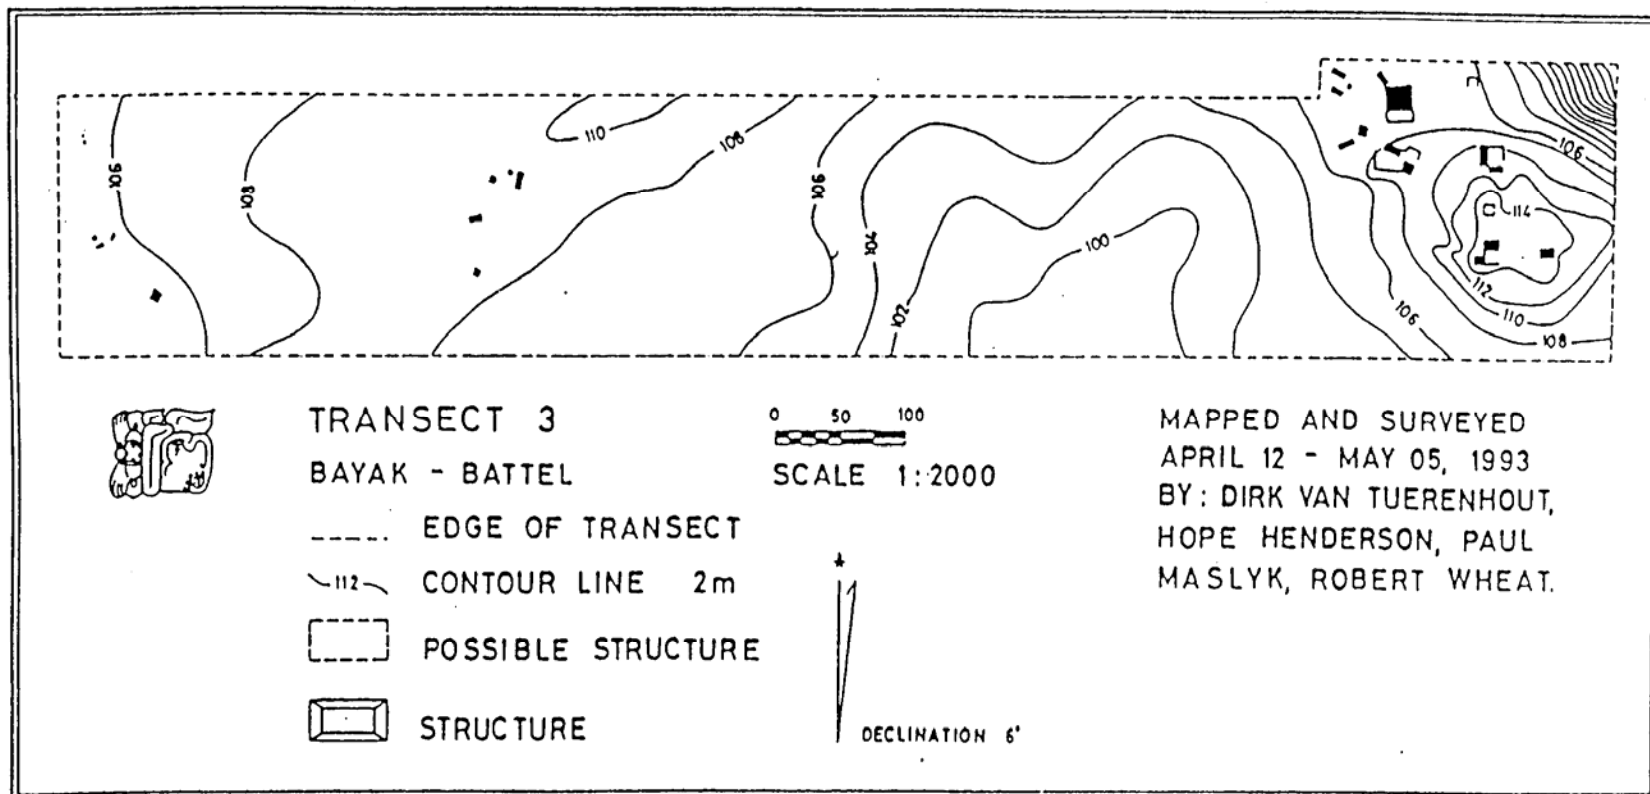 110
108
106
108
106
104
102
100
106
106
114
112
110
108
TRANSECT 3
BAYAK - BATTEL
EDGE OF TRANSECT
112
CONTOUR LINE 2m
POSSIBLE STRUCTURE
STRUCTURE
0 50 100
SCALE 1:2000
DECLINATION 6°
MAPPED AND SURVEYED
APRIL 12 - MAY 05, 1993
BY: DIRK VAN TUERENHOUT,
HOPE HENDERSON, PAUL
MASLYK, ROBERT WHEAT.